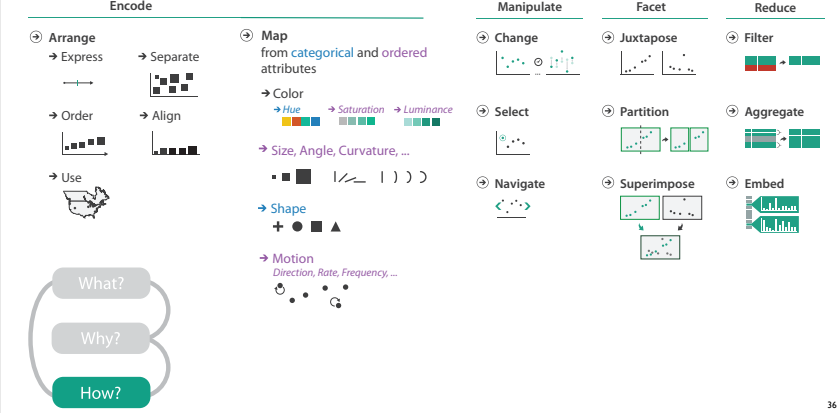 Encode
Arrange
Express
Separate
Order
Align
Use
Map
from categorical and ordered
attributes
Color
Hue
Saturation
Luminance
Size, Angle, Curvature, ...
Shape
Motion
Direction, Rate, Frequency, ...
Manipulate
Change
...
Select
Navigate
Facet
Juxtapose
Partition
Superimpose
Reduce
Filter
Aggregate
Embed
What?
Why?
How?
36